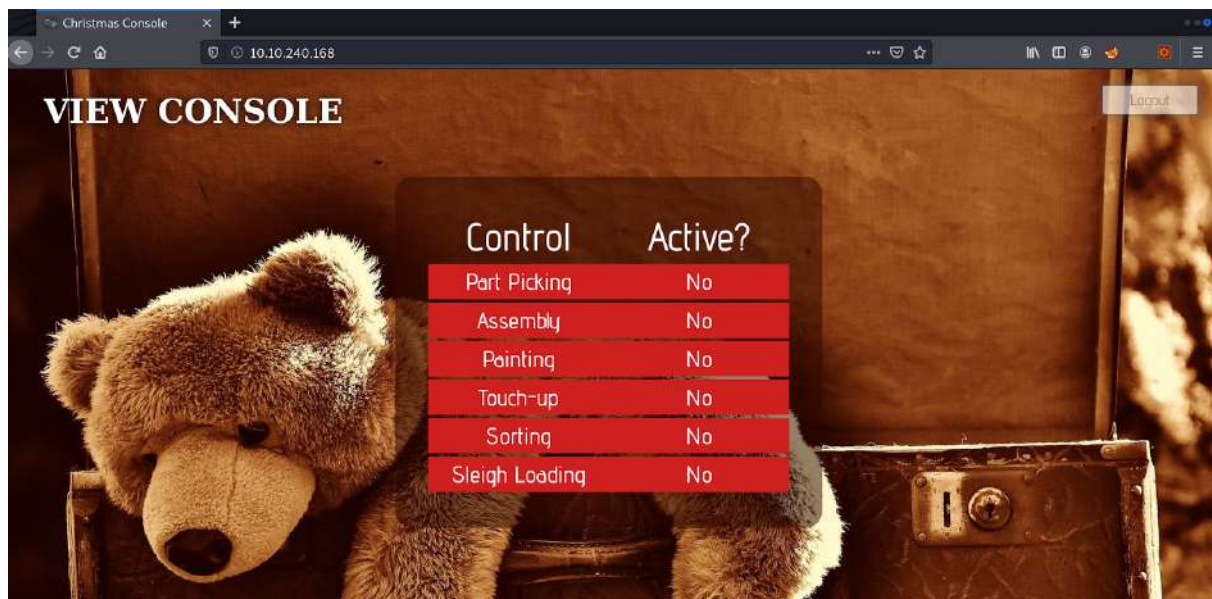 Christmas Console
10.10.240.168
VIEW CONSOLE
Logout
Control Active?
Part Picking No
Assembly No
Painting No
Touch-up No
Sorting No
Sleigh Loading No